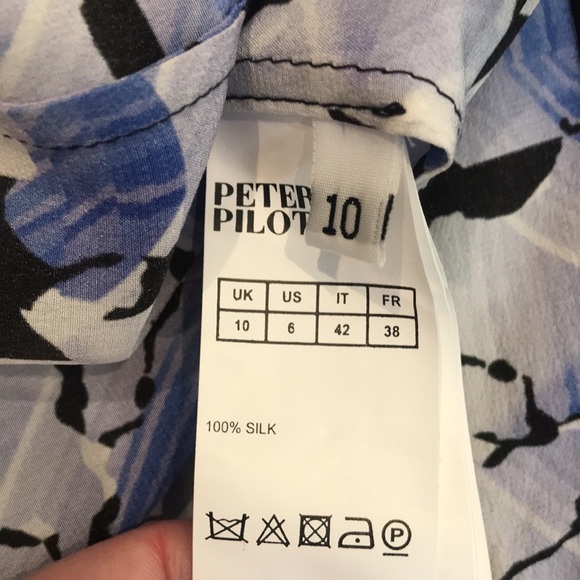 PETER
PILOT
10
UK US IT FR
10 6 42 38
100% SILK
P